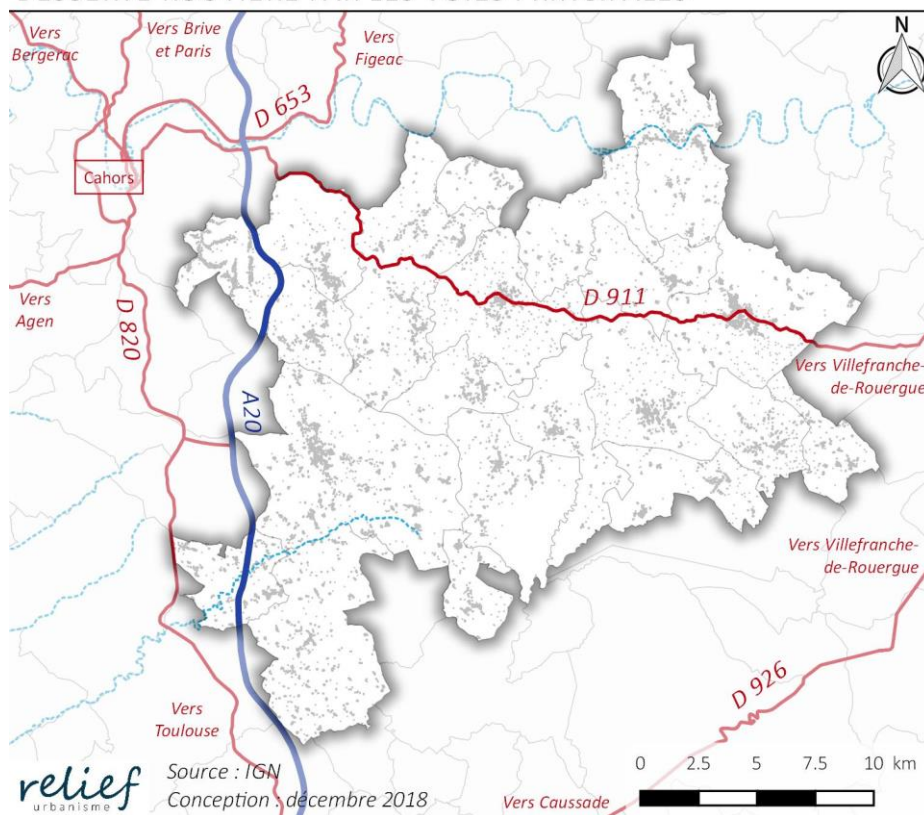 Vers
Bergerac
Vers Brive
et Paris
Vers
Figeac
N
D 653
Cahors
Vers
Agen
D 820
A20
D 911
Vers Villefranche-
de-Rouergue
Vers Villefranche-
de-Rouergue
D 926
Vers
Toulouse
Vers Caussade
0 2.5 5 7.5 10 km
relief
urbanisme
Source : IGN
Conception : décembre 2018